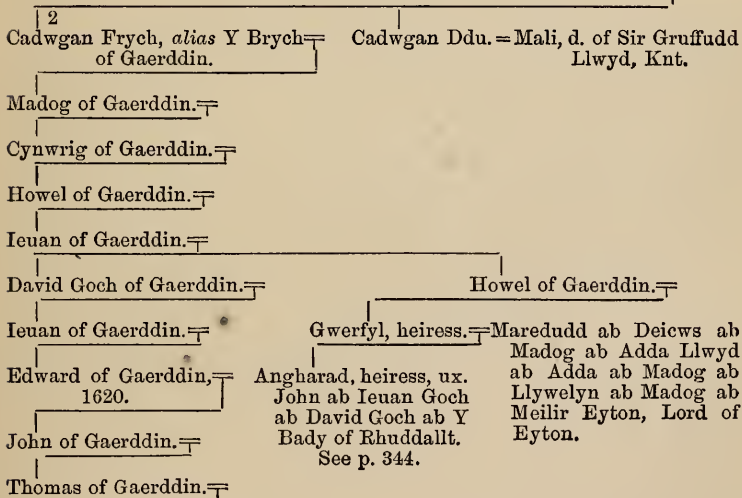 2
Cadwgan Frych, alias Y Brych of Gaerddin.
Cadwgan Ddu. = Mali, d. of Sir Gruffudd Llwyd, Knt.
Madog of Gaerddin.
Cynwrig of Gaerddin.
Howel of Gaerddin.
Ieuan of Gaerddin.
David Goch of Gaerddin.
Howel of Gaerddin.
Ieuan of Gaerddin.
Gwerfyl, heiress.
Maredudd ab Deicws ab
Madog ab Adda Llwyd
ab Adda ab Madog ab
Llywelyn ab Madog ab
Meilir Eyton, Lord of
Eyton.
Edward of Gaerddin,
1620.
Angharad, heiress, ux.
John ab Ieuan Goch
ab David Goch ab Y
Bady of Rhuddallt.
See p. 344.
John of Gaerddin.
Thomas of Gaerddin.